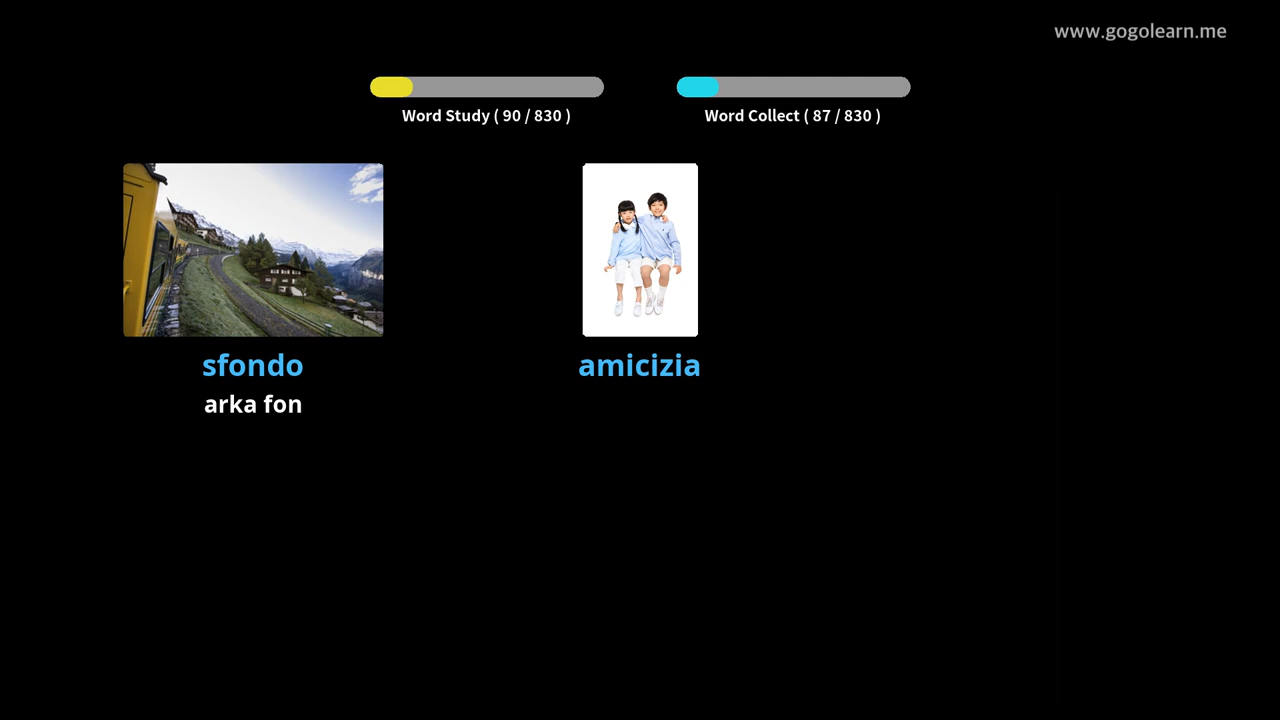 www.gogolearn.me
Word Study ( 90 / 830 )
Word Collect ( 87 / 830 )
sfondo
arka fon
amicizia